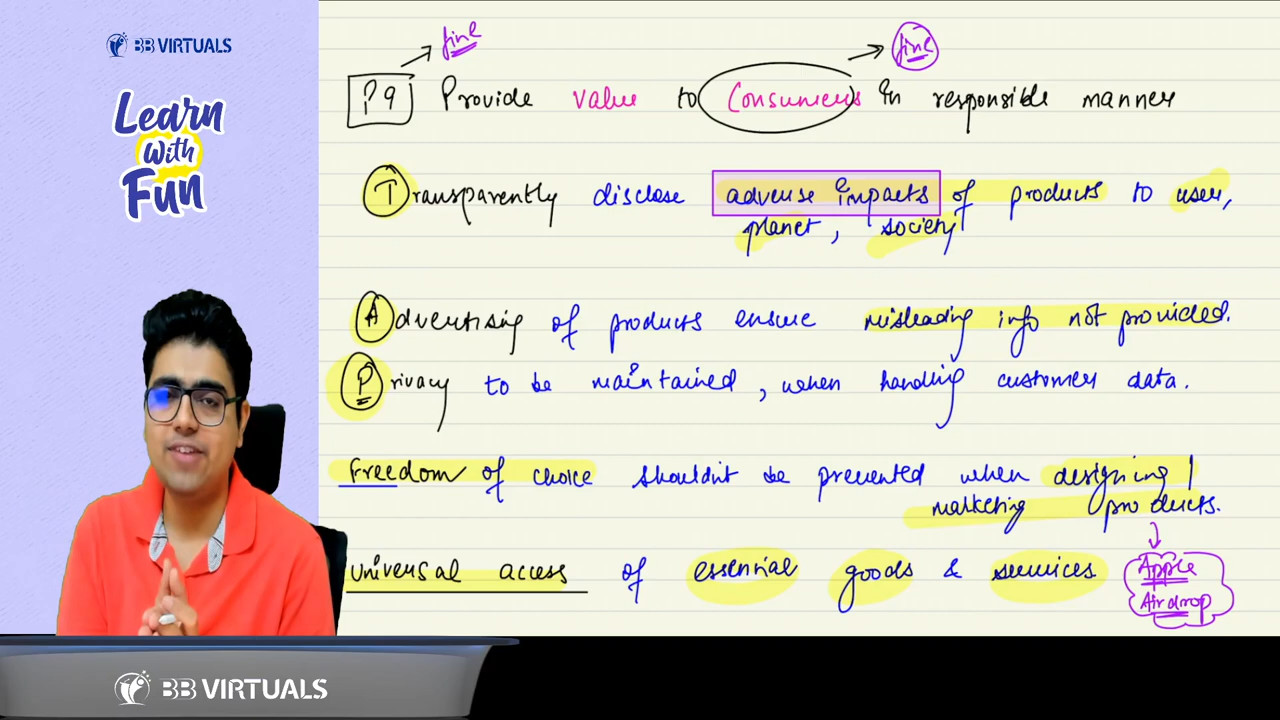 BB VIRTUALS
Learn
With
Fun
fine
fine
P9 Provide value to Consumers in responsible manner
Transparently disclose adverse impacts of products to user,
planet, society
Advertising of products ensure misleading info not provided.
Privacy to be maintained, when handling customer data.
Freedom of choice shouldn't be prevented when designing /
marketing products.
universal access of essential goods & services
Apple
Airdrop
BB VIRTUALS